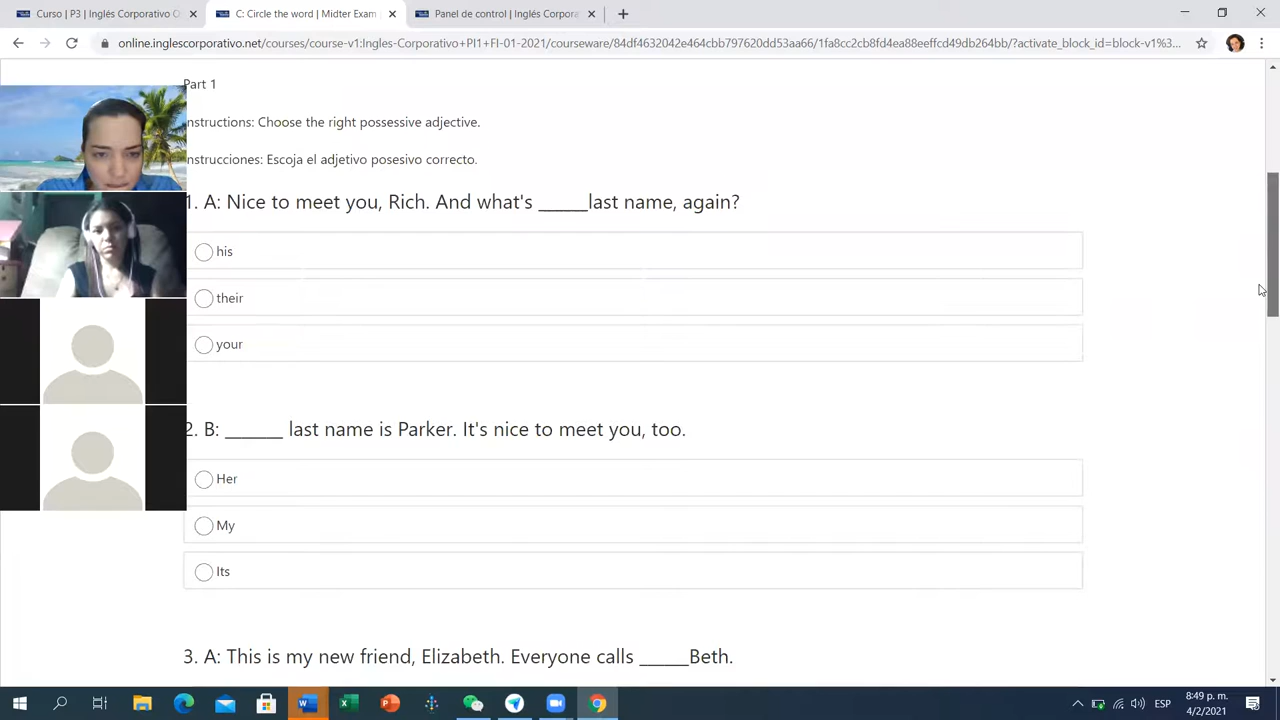 Curso | P3 | Inglés Corporativo O
C: Circle the word | Midter Exam
Panel de control | Inglés Corpora
online.inglescorporativo.net/courses/course-v1:Ingles-Corporativo+PI1+FI-01-2021/courseware/84df4632042e464cbb797620dd53aa66/1fa8cc2cb8fd4ea88eeffcd49db264bb/?activate_block_id=block-v1%3...
Part 1
nstructions: Choose the right possessive adjective.
nstrucciones: Escoja el adjetivo posesivo correcto.
1. A: Nice to meet you, Rich. And what's ______last name, again?
his
their
your
2. B: _______ last name is Parker. It's nice to meet you, too.
Her
My
Its
3. A: This is my new friend, Elizabeth. Everyone calls ______Beth.
ESP
8:49 p. m.
4/2/2021